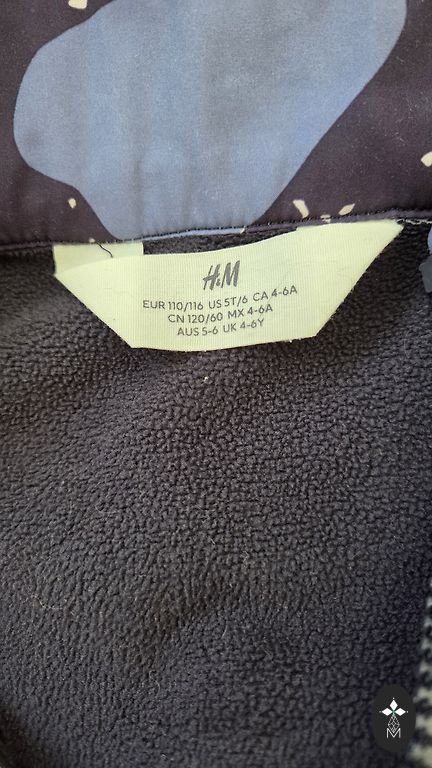 H&M
EUR 110/116 US 5T/6 CA 4-6A
CN 120/60 MX 4-6A
AUS 5-6 UK 4-6Y
M